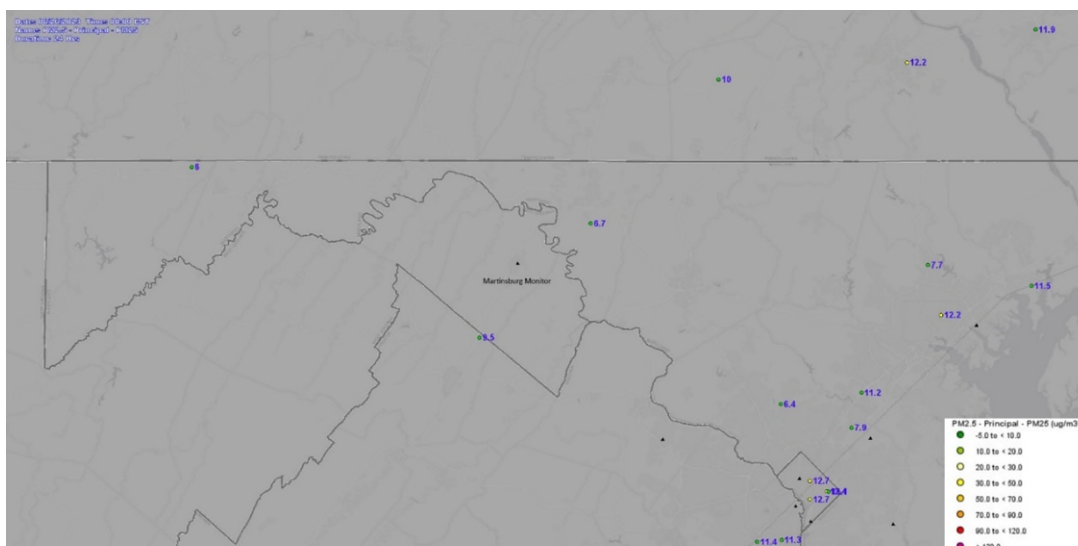 11.9
12.2
10
6
6.7
7.7
Martinsburg Monitor
11.5
12.2
9.5
11.2
6.4
7.9
PM2.5 - Principal - PM25 (ug/m3
-5.0 to < 10.0
10.0 to < 20.0
20.0 to < 30.0
30.0 to < 50.0
50.0 to < 70.0
70.0 to < 90.0
90.0 to < 120.0
12.7
12.7
11.4
11.3